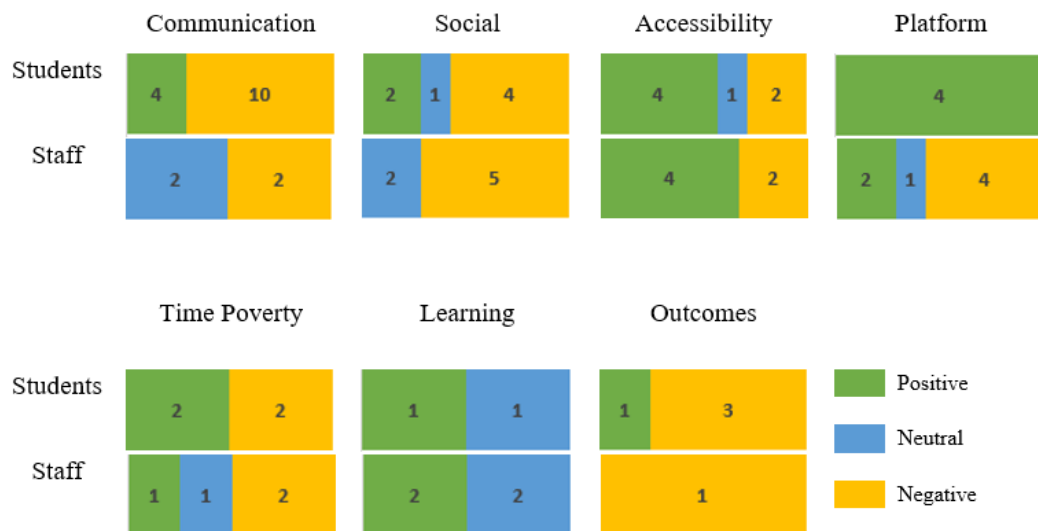 Communication Social Accessibility Platform
Students 4 10 2 1 4 4 1 2 4
Staff 2 2 2 5 4 2 2 1 4
Time Poverty Learning Outcomes
Students 2 2 1 1 1 3 Positive
Neutral
Staff 1 1 2 2 2 1 Negative